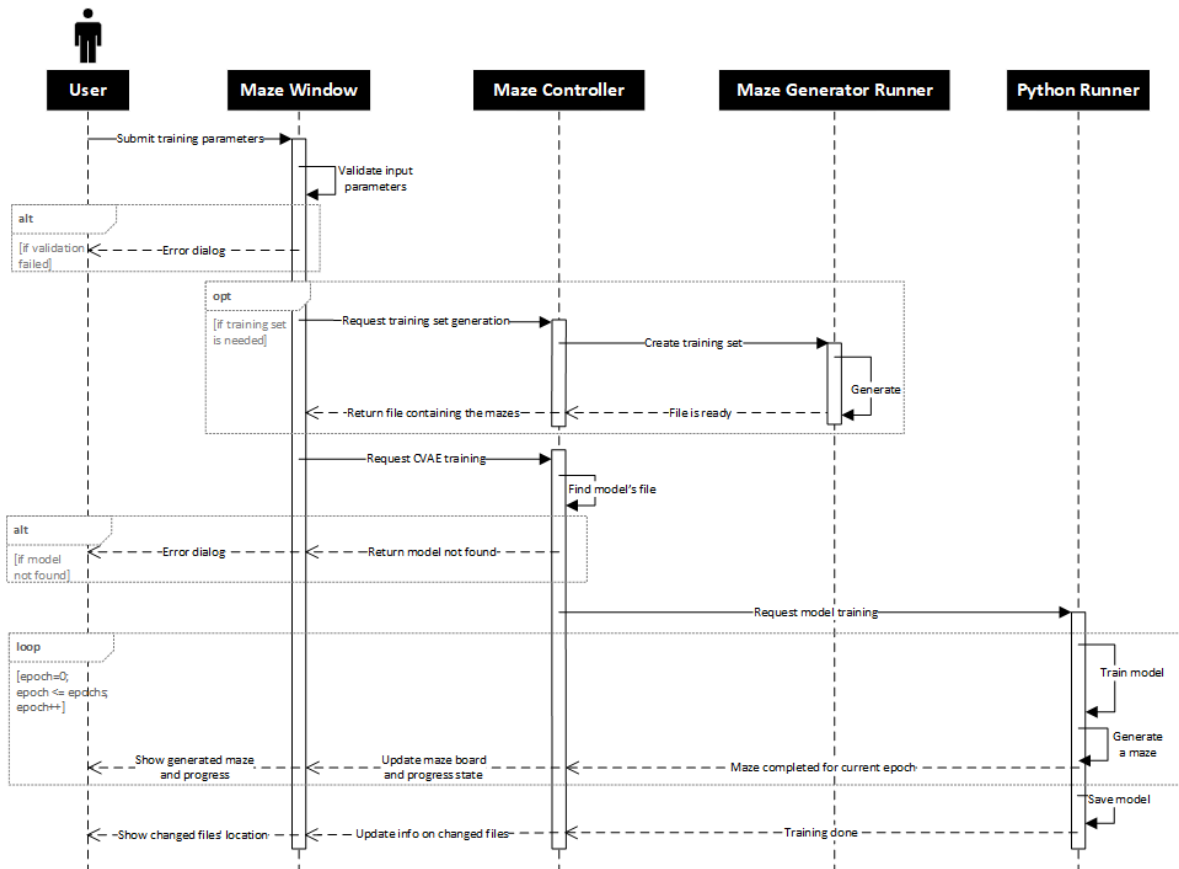 User
Maze Window
Maze Controller
Maze Generator Runner
Python Runner
Submit training parameters
Validate input
parameters
alt
[if validation
failed]
Error dialog
opt
[if training set
is needed]
Request training set generation
Create training set
Generate
Return file containing the mazes
File is ready
Request CVAE training
Find model's file
alt
[if model
not found]
Error dialog
Return model not found
Request model training
loop
[epoch=0;
epoch <= epochs;
epoch++]
Train model
Generate
a maze
Show generated maze
and progress
Update maze board
and progress state
Maze completed for current epoch
Save model
Show changed files' location
Update info on changed files
Training done